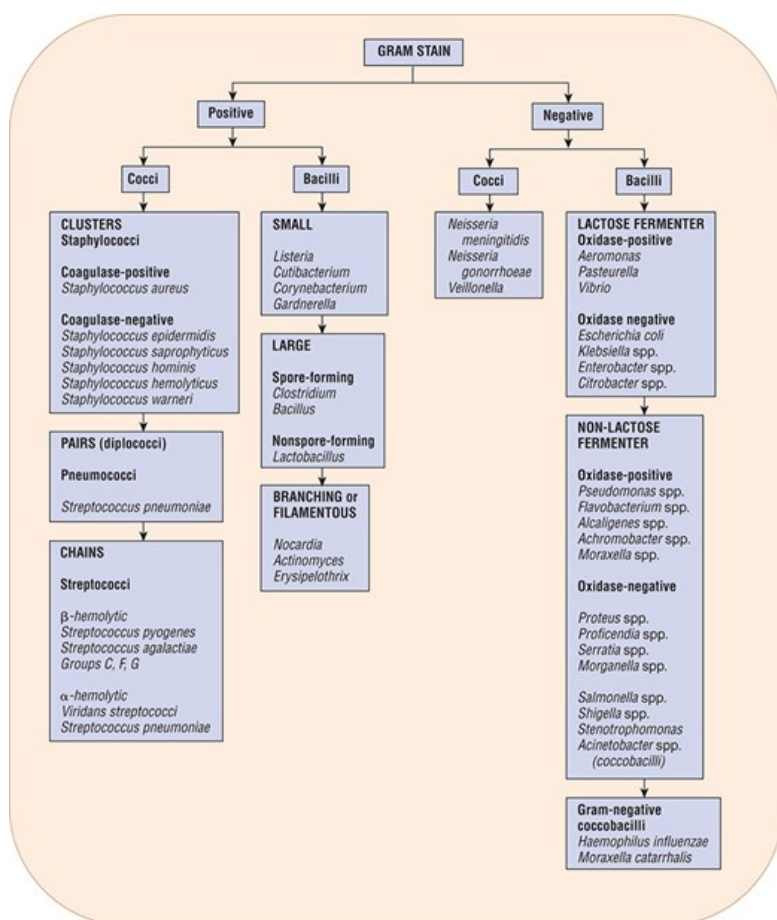 GRAM STAIN
Positive
Negative
Cocci
Bacilli
Cocci
Bacilli
CLUSTERS
Staphylococci
Coagulase-positive
Staphylococcus aureus
Coagulase-negative
Staphylococcus epidermidis
Staphylococcus saprophyticus
Staphylococcus hominis
Staphylococcus hemolyticus
Staphylococcus warneri
PAIRS (diplococci)
Pneumococci
Streptococcus pneumoniae
CHAINS
Streptococci
β-hemolytic
Streptococcus pyogenes
Streptococcus agalactiae
Groups C, F, G
α-hemolytic
Viridans streptococci
Streptococcus pneumoniae
SMALL
Listeria
Cutibacterium
Corynebacterium
Gardnerella
LARGE
Spore-forming
Clostridium
Bacillus
Nonspore-forming
Lactobacillus
BRANCHING or
FILAMENTOUS
Nocardia
Actinomyces
Erysipelothrix
Neisseria
meningitidis
Neisseria
gonorrhoeae
Veillonella
LACTOSE FERMENTER
Oxidase-positive
Aeromonas
Pasteurella
Vibrio
Oxidase negative
Escherichia coli
Klebsiella spp.
Enterobacter spp.
Citrobacter spp.
NON-LACTOSE
FERMENTER
Oxidase-positive
Pseudomonas spp.
Flavobacterium spp.
Alcaligenes spp.
Achromobacter spp.
Moraxella spp.
Oxidase-negative
Proteus spp.
Proficendia spp.
Serratia spp.
Morganella spp.
Salmonella spp.
Shigella spp.
Stenotrophomonas
Acinetobacter spp.
(coccobacilli)
Gram-negative
coccobacilli
Haemophilus influenzae
Moraxella catarrhalis